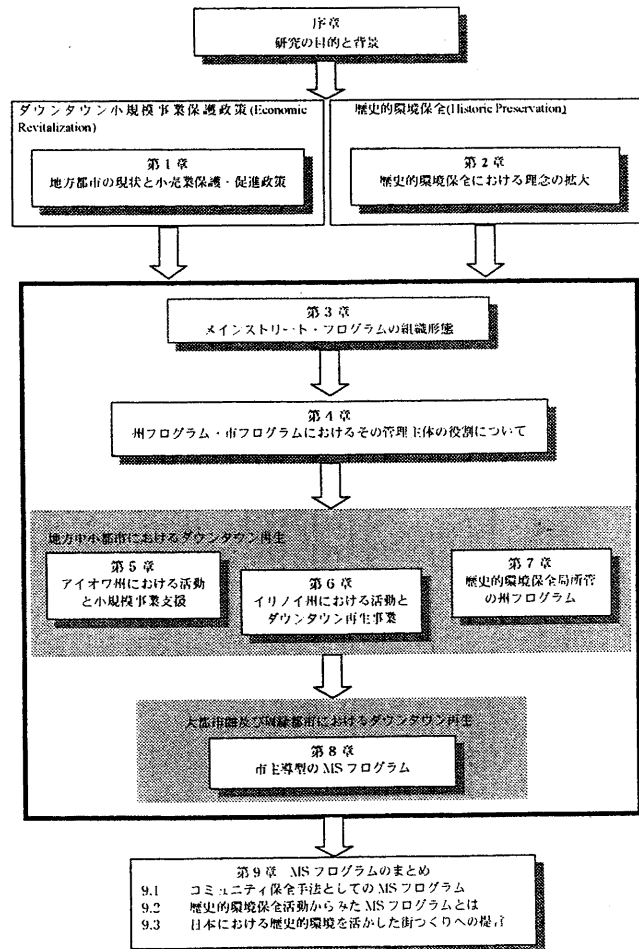 序章
研究の目的と背景
ダウンタウン小規模事業保護政策(Economic
Revitalization)
第1章
地方都市の現状と小売業保護・促進政策
歴史的環境保全(Historic Preservation)
第2章
歴史的環境保全における理念の拡大
第3章
メインストリート・プログラムの組織形態
第4章
州プログラム・市プログラムにおけるその管理主体の役割について
地方中小都市におけるダウンタウン再生
第5章
アイオワ州における活動
と小規模事業支援
第6章
イリノイ州における活動と
ダウンタウン再生事業
第7章
歴史的環境保全局所管
の州プログラム
大都市圏及び周縁都市におけるダウンタウン再生
第8章
市主導型のMSプログラム
第9章 MSプログラムのまとめ
9.1 コミュニティ保全手法としてのMSプログラム
9.2 歴史的環境保全活動からみたMSプログラムとは
9.3 日本における歴史的環境を活かした街つくりへの提言